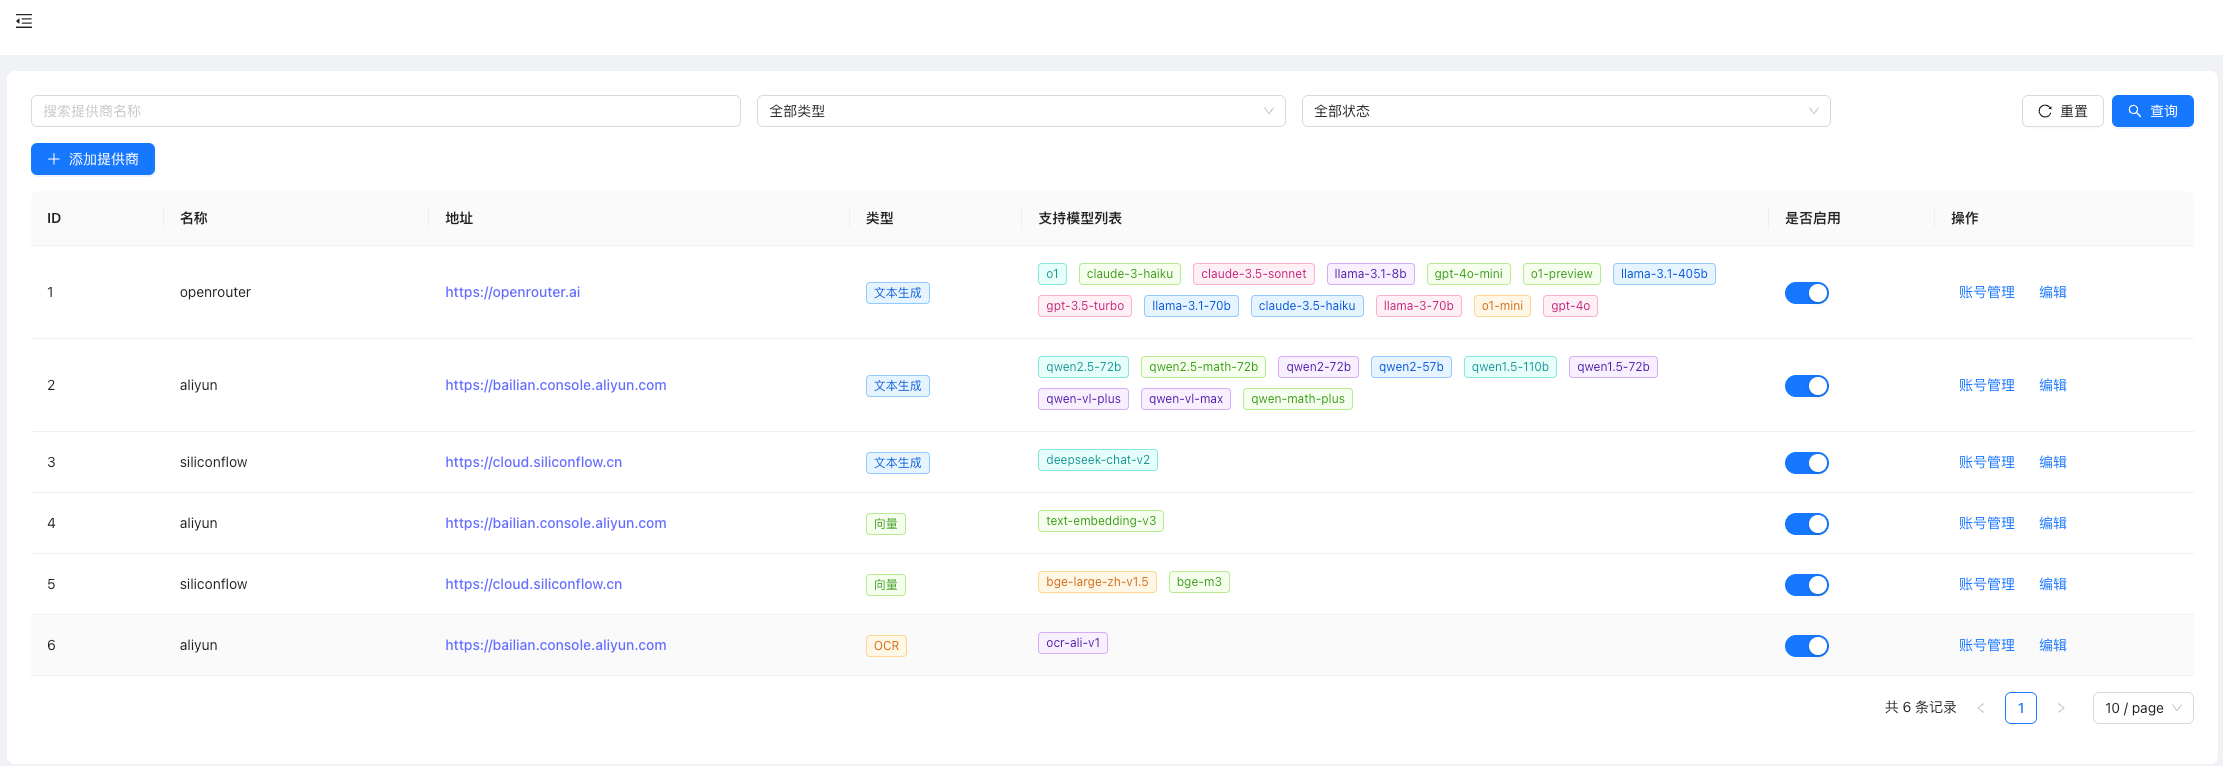 搜索提供商名称 全部类型 全部状态 重置 查询
添加提供商
ID 名称 地址 类型 支持模型列表 是否启用 操作
1 openrouter https://openrouter.ai 文本生成 o1 claude-3-haiku claude-3.5-sonnet llama-3.1-8b gpt-4o-mini o1-preview llama-3.1-405b 账号管理 编辑
gpt-3.5-turbo llama-3.1-70b claude-3.5-haiku llama-3-70b o1-mini gpt-4o
2 aliyun https://bailian.console.aliyun.com 文本生成 qwen2.5-72b qwen2.5-math-72b qwen2-72b qwen2-57b qwen1.5-110b qwen1.5-72b 账号管理 编辑
qwen-vl-plus qwen-vl-max qwen-math-plus
3 siliconflow https://cloud.siliconflow.cn 文本生成 deepseek-chat-v2 账号管理 编辑
4 aliyun https://bailian.console.aliyun.com 向量 text-embedding-v3 账号管理 编辑
5 siliconflow https://cloud.siliconflow.cn 向量 bge-large-zh-v1.5 bge-m3 账号管理 编辑
6 aliyun https://bailian.console.aliyun.com OCR ocr-ali-v1 账号管理 编辑
共 6 条记录 1 10 / page